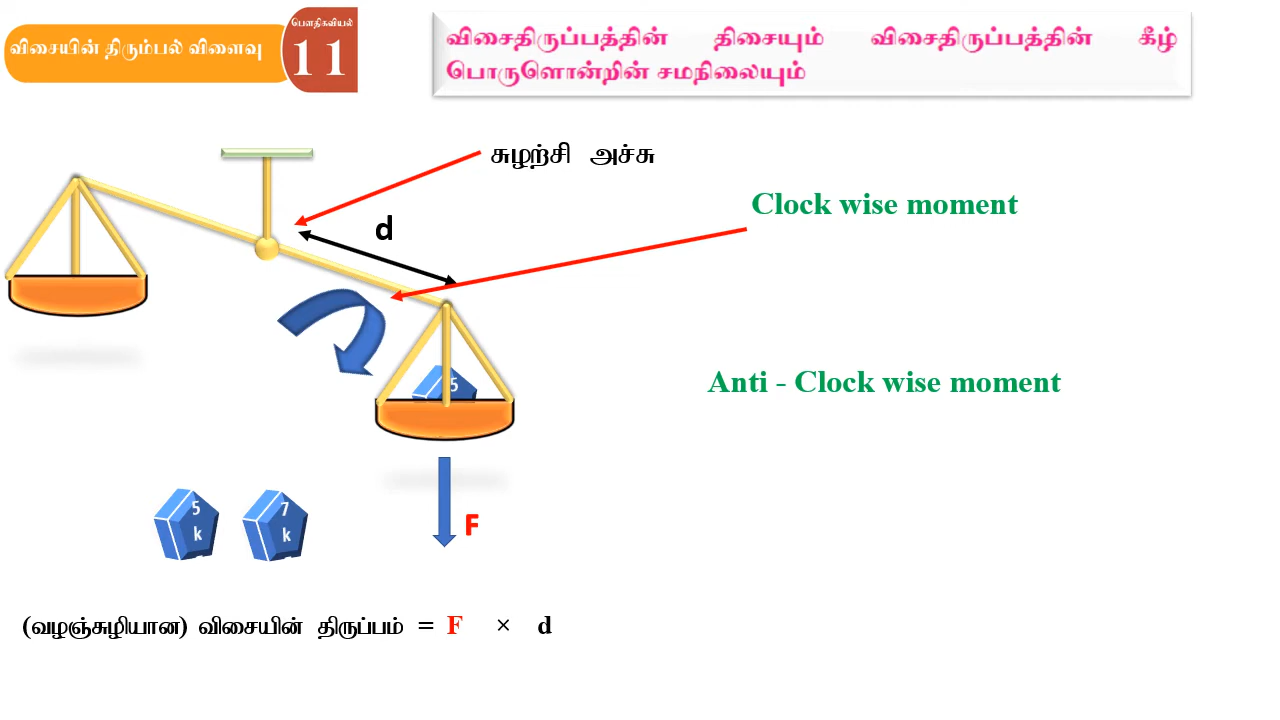 பௌதிகவியல்
விசையின் திரும்பல் விளைவு
11
விசைதிருப்பத்தின் திசையும் விசைதிருப்பத்தின் கீழ்
பொருளொன்றின் சமநிலையும்
சுழற்சி அச்சு
Clock wise moment
d
Anti - Clock wise moment
5
F
5
k
7
k
(வழஞ்சுழியான) விசையின் திருப்பம் = F × d